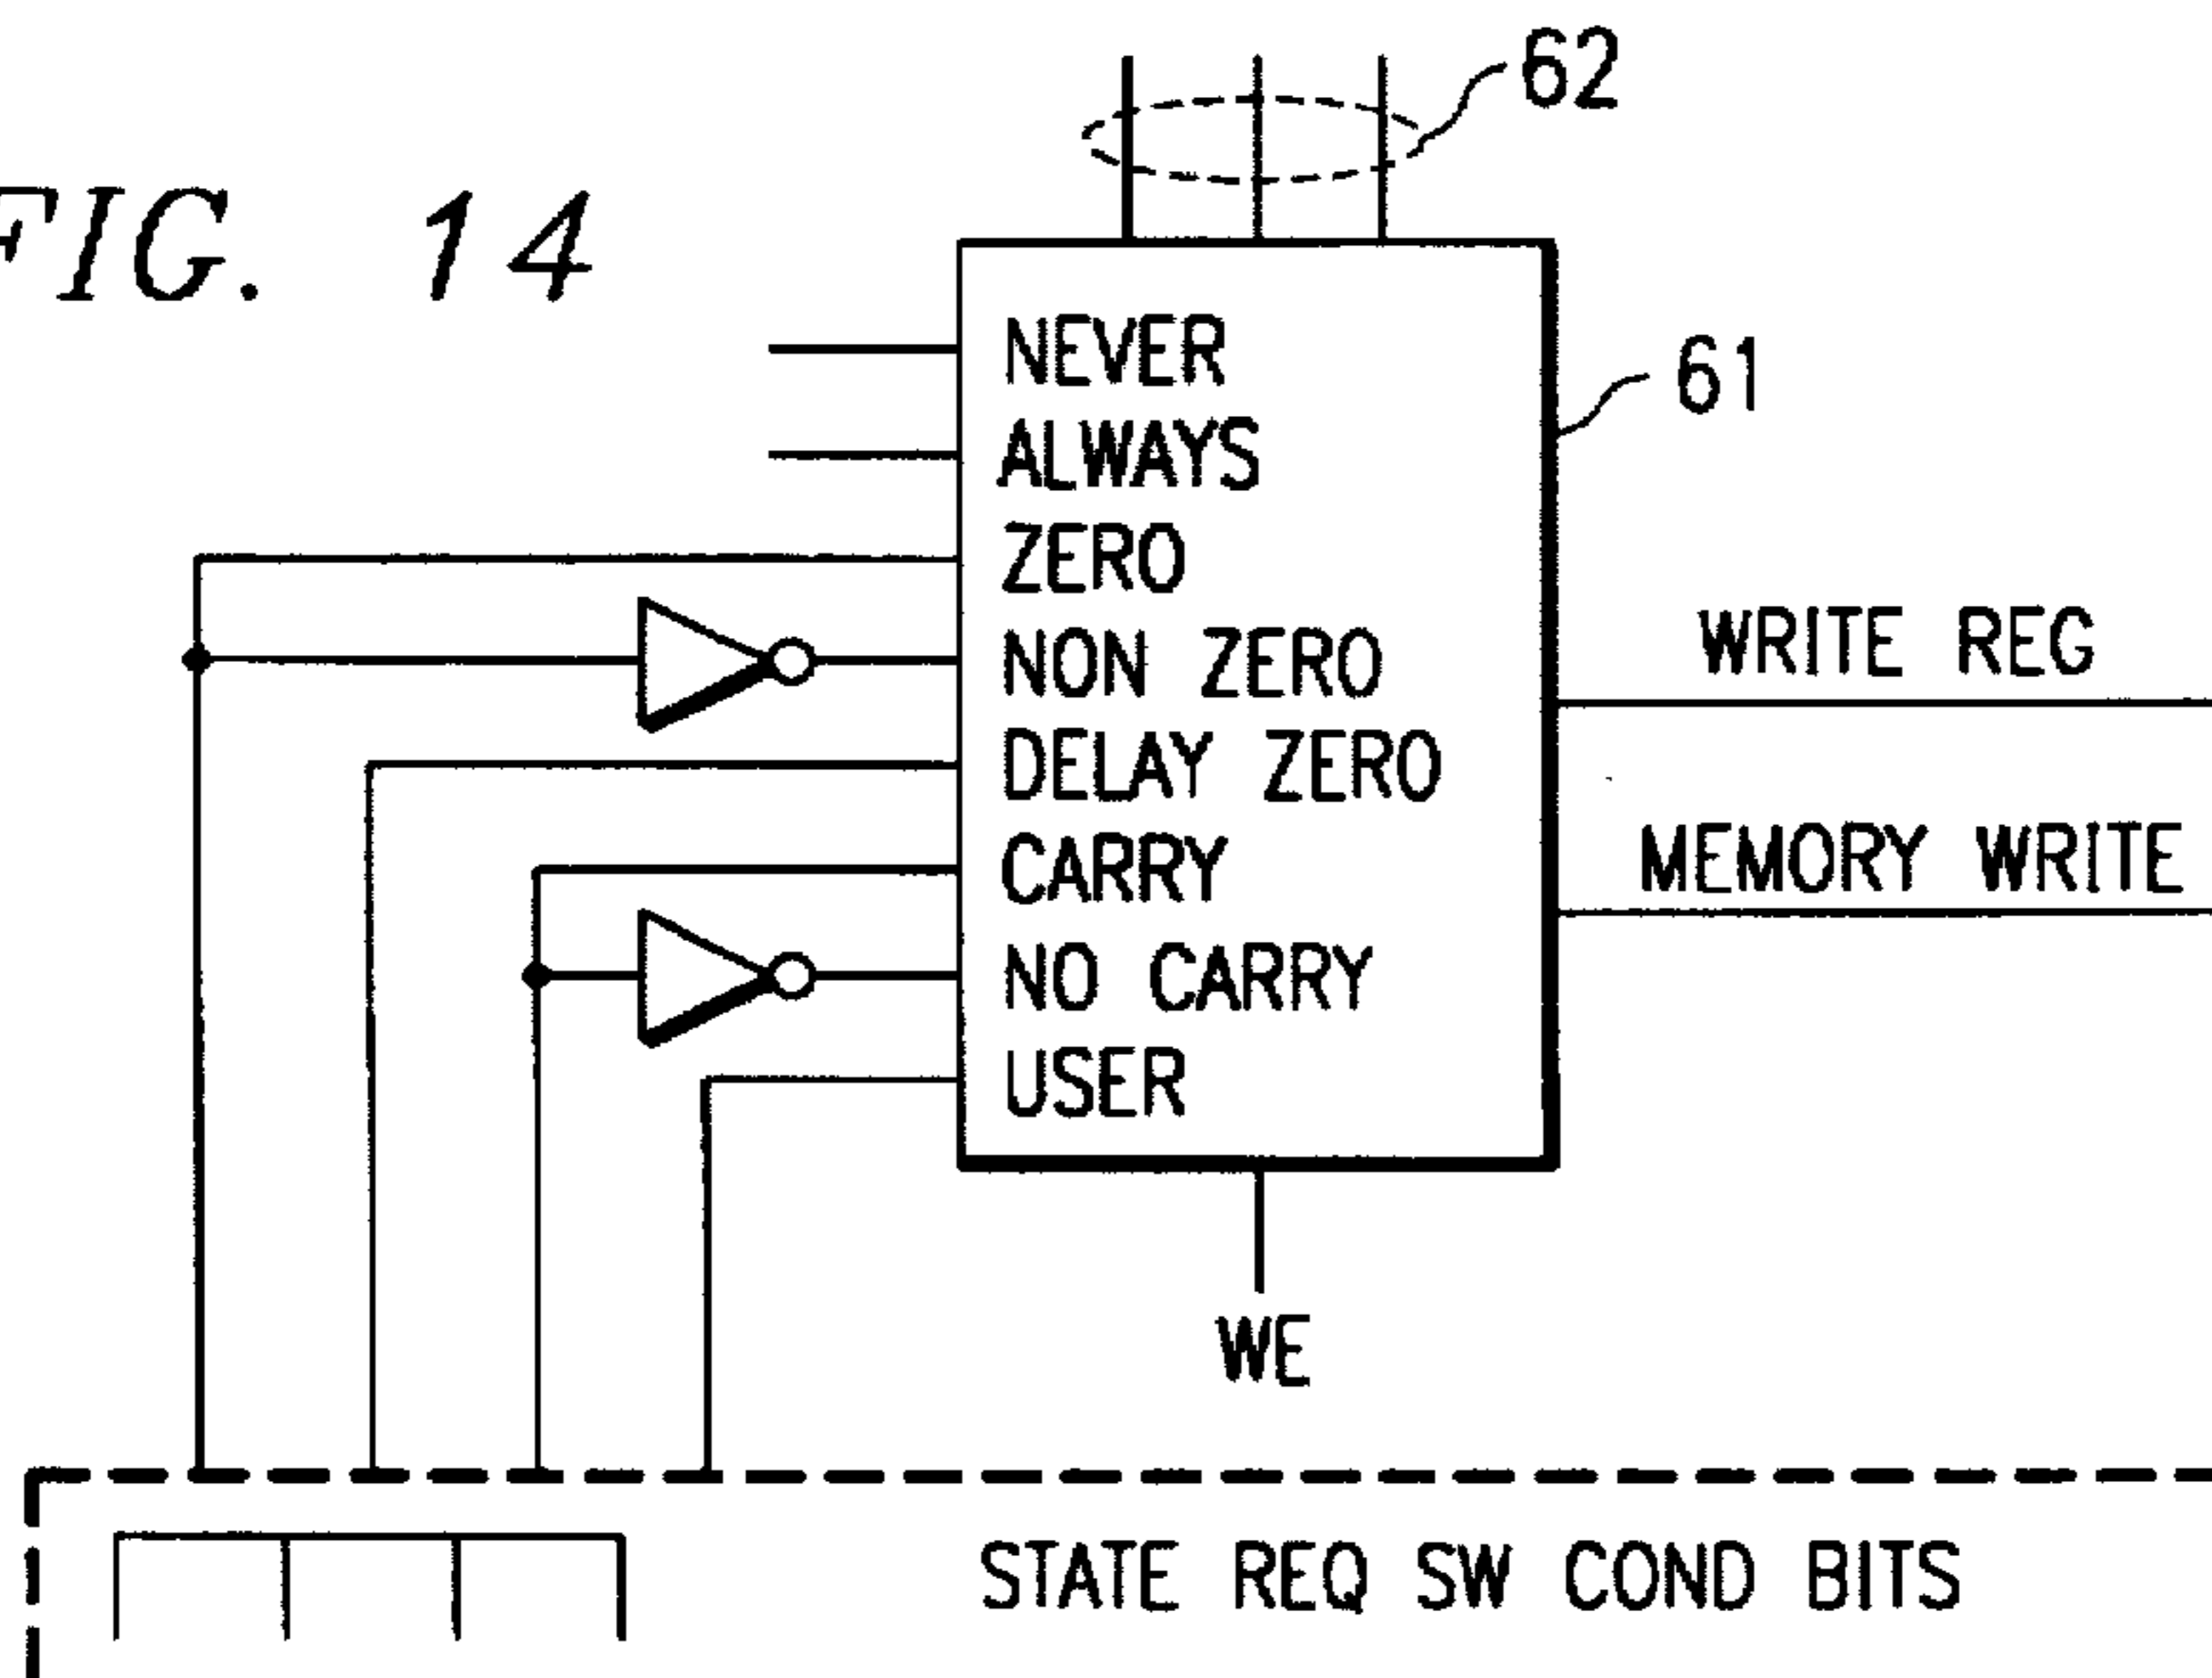 62
FIG. 14
NEVER
61
ALWAYS
ZERO
NON ZERO
WRITE REG
DELAY ZERO
CARRY
MEMORY WRITE
NO CARRY
USER
WE
STATE REQ SW COND BITS